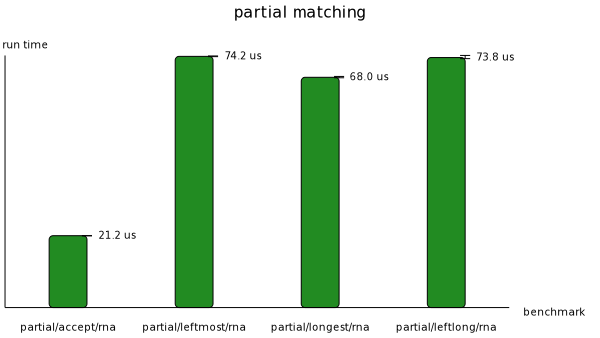 partial matching
run time
21.2 us
74.2 us
68.0 us
73.8 us
benchmark
partial/accept/rna
partial/leftmost/rna
partial/longest/rna
partial/leftlong/rna